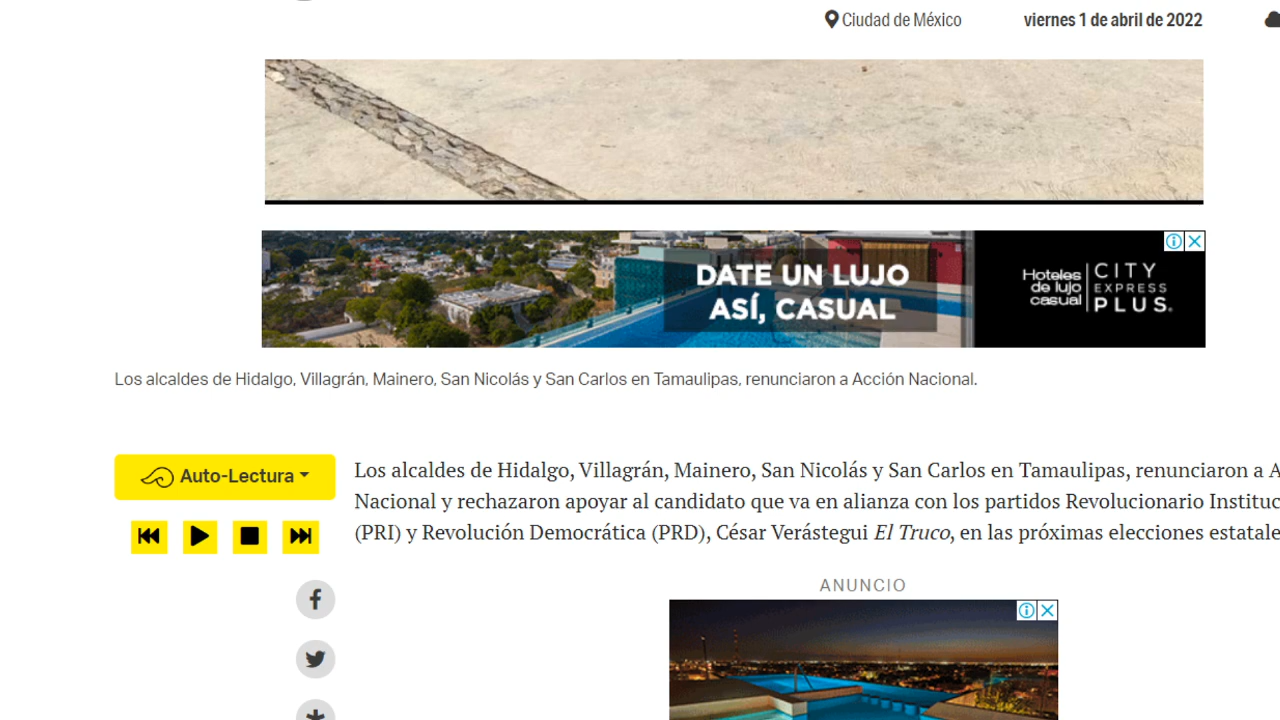 Ciudad de México
viernes 1 de abril de 2022
DATE UN LUJO
ASÍ, CASUAL
Hoteles
de lujo
casual
CITY
EXPRESS
PLUS.
Los alcaldes de Hidalgo, Villagrán, Mainero, San Nicolás y San Carlos en Tamaulipas, renunciaron a Acción Nacional.
Auto-Lectura
Los alcaldes de Hidalgo, Villagrán, Mainero, San Nicolás y San Carlos en Tamaulipas, renunciaron a
Nacional y rechazaron apoyar al candidato que va en alianza con los partidos Revolucionario
(PRI) y Revolución Democrática (PRD), César Verástegui El Truco, en las próximas elecciones
ANUNCIO